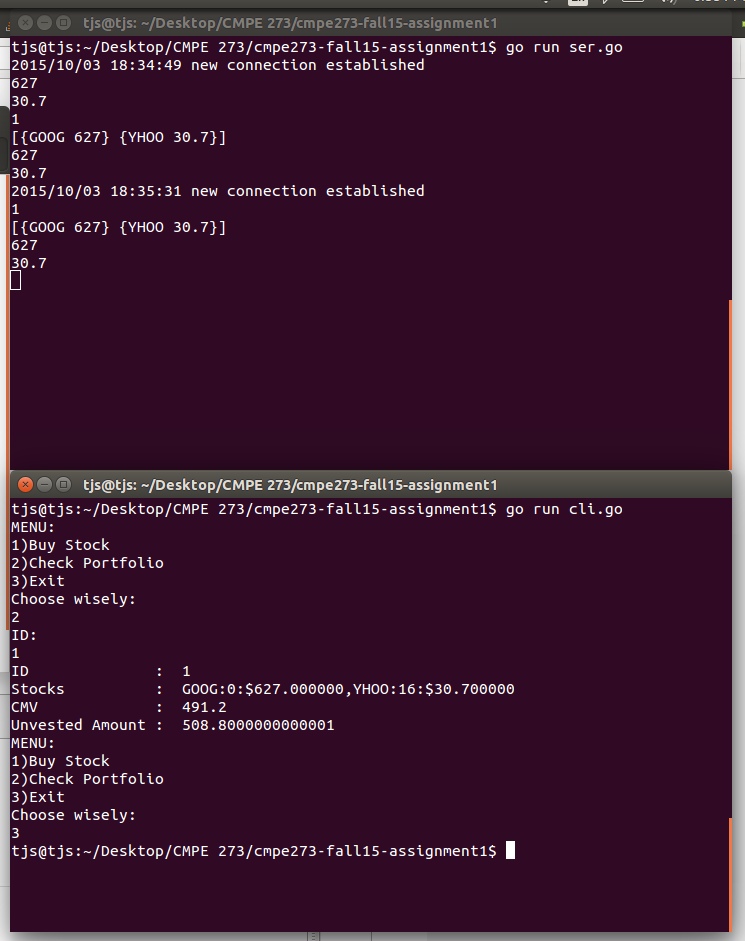 tjs@tjs: ~/Desktop/CMPE 273/cmpe273-fall15-assignment1
tjs@tjs:~/Desktop/CMPE 273/cmpe273-fall15-assignment1$ go run ser.go
2015/10/03 18:34:49 new connection established
627
30.7
1
[{GOOG 627} {YHOO 30.7}]
627
30.7
2015/10/03 18:35:31 new connection established
1
[{GOOG 627} {YHOO 30.7}]
627
30.7
tjs@tjs: ~/Desktop/CMPE 273/cmpe273-fall15-assignment1
tjs@tjs:~/Desktop/CMPE 273/cmpe273-fall15-assignment1$ go run cli.go
MENU:
1)Buy Stock
2)Check Portfolio
3)Exit
Choose wisely:
2
ID:
1
ID              :  1
Stocks          :  GOOG:0:$627.000000,YHOO:16:$30.700000
CMV             :  491.2
Unvested Amount :  508.8000000000001
MENU:
1)Buy Stock
2)Check Portfolio
3)Exit
Choose wisely:
3
tjs@tjs:~/Desktop/CMPE 273/cmpe273-fall15-assignment1$